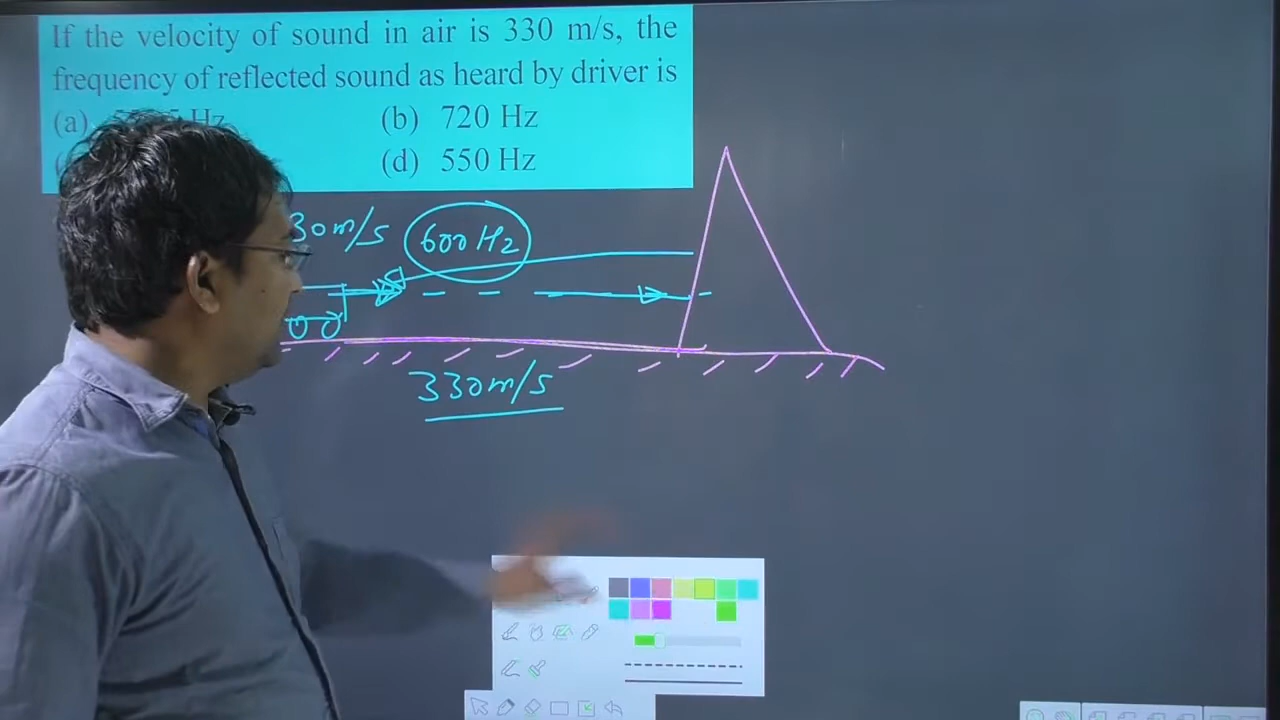 If the velocity of sound in air is 330 m/s, the
frequency of reflected sound as heard by driver is
(a) Hz (b) 720 Hz
(d) 550 Hz
30m/s 600 Hz
330m/s